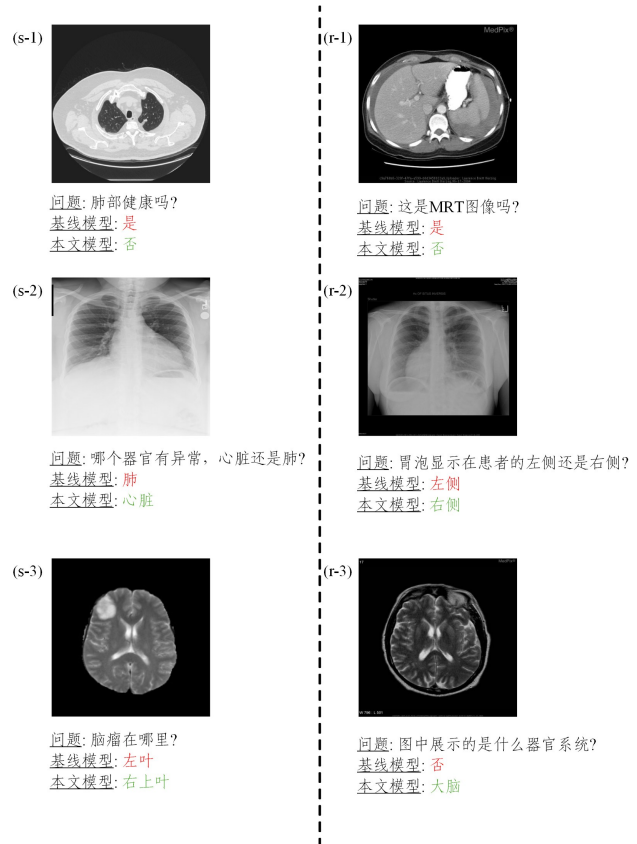 (s-1)
问题: 肺部健康吗?
基线模型: 是
本文模型: 否
(s-2)
问题: 哪个器官有异常，心脏还是肺?
基线模型: 肺
本文模型: 心脏
(s-3)
问题: 脑瘤在哪里?
基线模型: 左叶
本文模型: 右上叶
(r-1)
MedPix®
问题: 这是MRT图像吗?
基线模型: 是
本文模型: 否
(r-2)
L
问题: 胃泡显示在患者的左侧还是右侧?
基线模型: 左侧
本文模型: 右侧
(r-3)
MedPix®
问题: 图中展示的是什么器官系统?
基线模型: 否
本文模型: 大脑